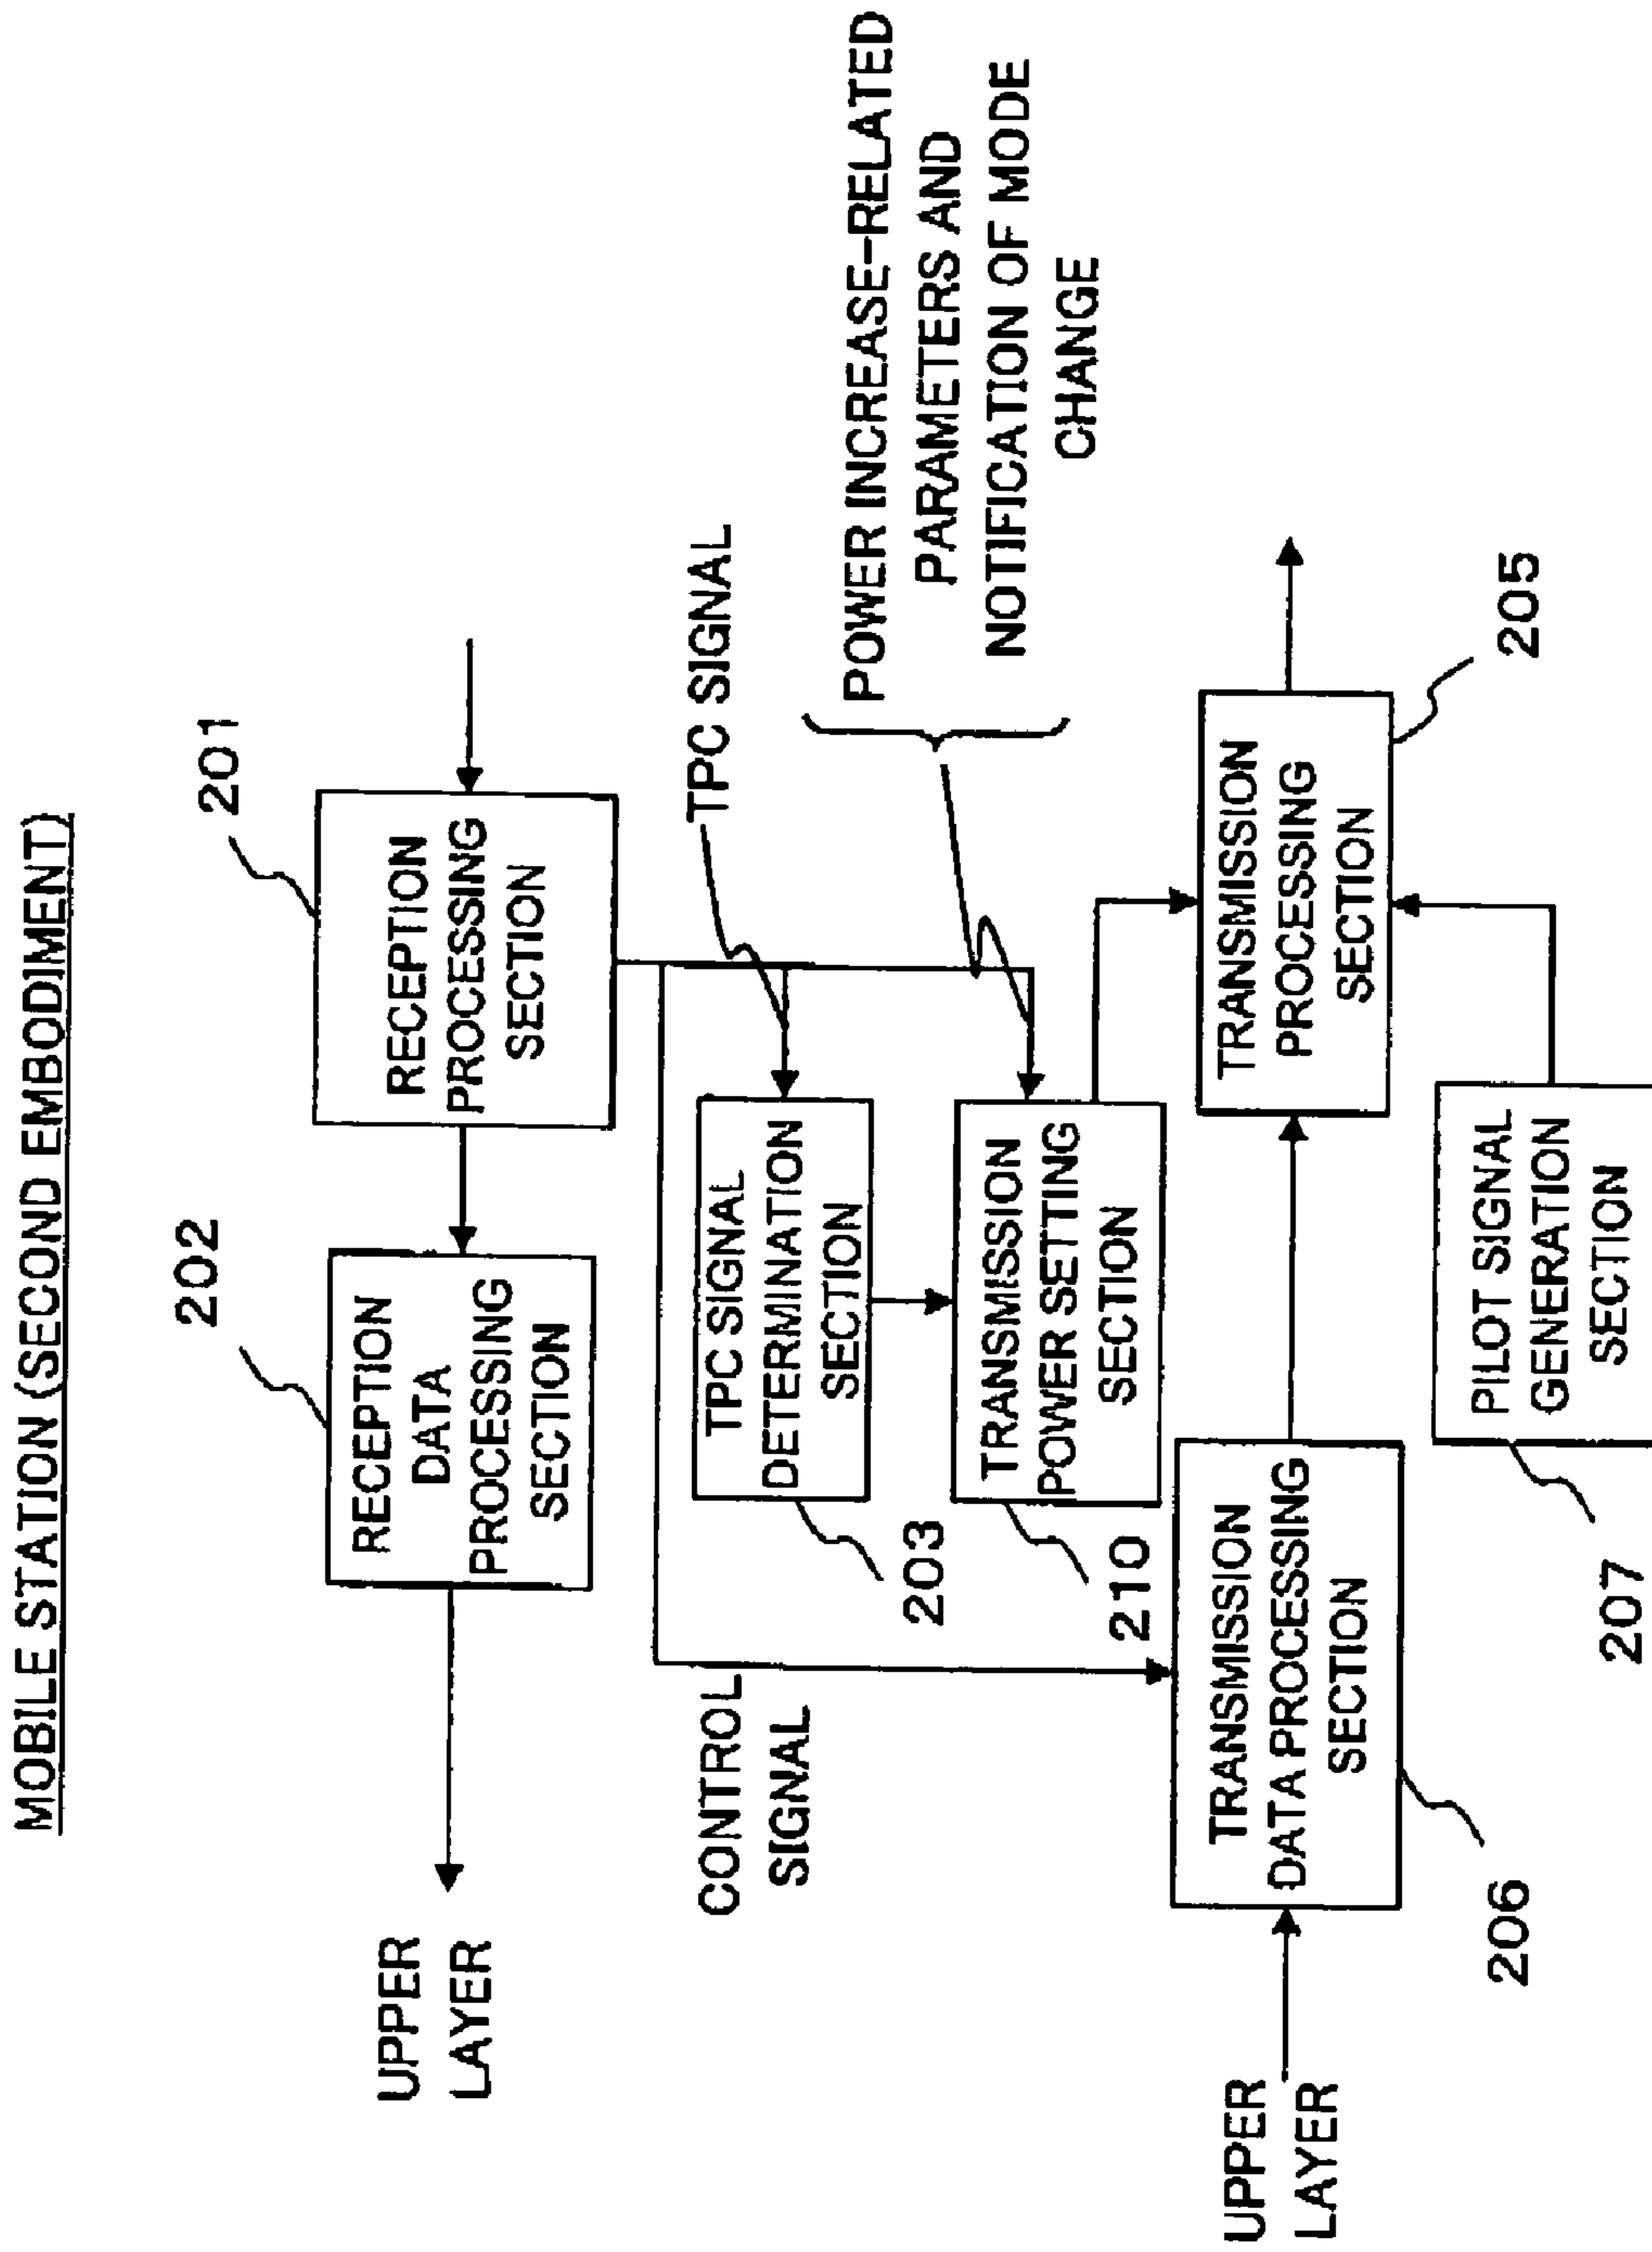 MOBILE STATION (SECOND EMBODIMENT)
201
RECEPTION
PROCESSING
SECTION
202
RECEPTION
DATA
PROCESSING
SECTION
UPPER
LAYER
TPC SIGNAL
POWER INCREASE-RELATED
PARAMETERS AND
NOTIFICATION OF MODE
CHANGE
CONTROL
SIGNAL
TPC SIGNAL
DETERMINATION
SECTION
203
TRANSMISSION
POWER SETTING
SECTION
210
TRANSMISSION
PROCESSING
SECTION
205
UPPER
LAYER
TRANSMISSION
DATA PROCESSING
SECTION
206
PILOT SIGNAL
GENERATION
SECTION
207